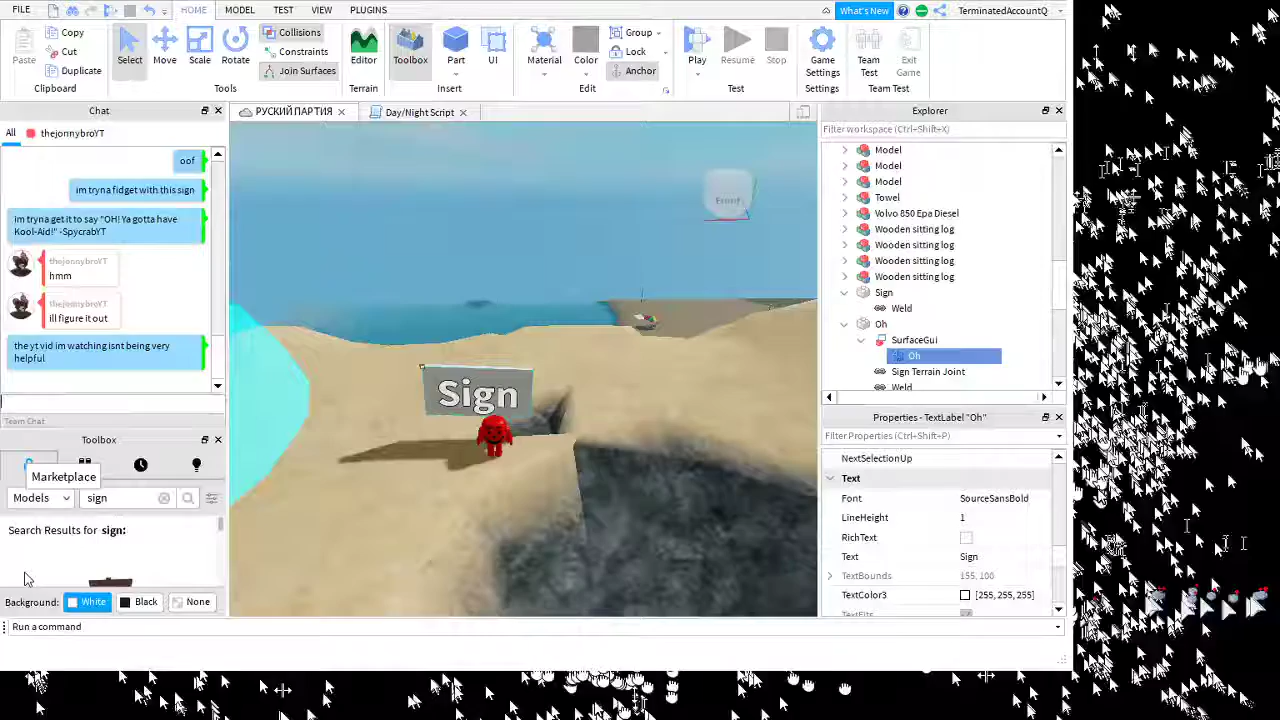 FILE HOME MODEL TEST VIEW PLUGINS What's New TerminatedAccountQ
Paste Copy Cut Duplicate Clipboard
Select Move Scale Rotate Collisions Constraints Join Surfaces Tools
Editor Terrain
Toolbox Part UI Insert
Material Color Group Lock Anchor Edit
Play Resume Stop Test
Game Settings Settings
Team Test Exit Game Team Test
Chat
All thejonnybroYT
oof
im tryna fidget with this sign
im tryna get it to say "OH! Ya gotta have
Kool-Aid!" -SpycrabYT
thejonnybroYT
hmm
thejonnybroYT
ill figure it out
the yt vid im watching isnt being very
helpful
Team Chat
Toolbox
Marketplace
Models sign
Search Results for sign:
Background: White Black None
Run a command
РУСКИЙ ПАРТИЯ Day/Night Script
Front
Sign
Explorer
Filter workspace (Ctrl+Shift+X)
Model
Model
Model
Towel
Volvo 850 Epa Diesel
Wooden sitting log
Wooden sitting log
Wooden sitting log
Wooden sitting log
Sign
Weld
Oh
SurfaceGui
Oh
Sign Terrain Joint
Weld
Properties - TextLabel "Oh"
Filter Properties (Ctrl+Shift+P)
NextSelectionUp
Text
Font SourceSansBold
LineHeight 1
RichText
Text Sign
TextBounds 155, 100
TextColor3 [255, 255, 255]
TextFits